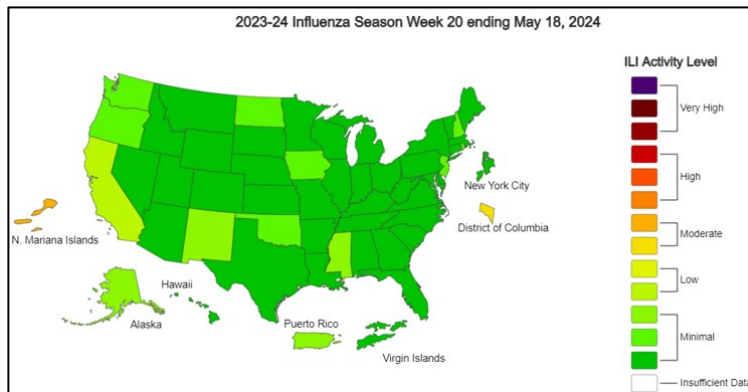 2023-24 Influenza Season Week 20 ending May 18, 2024
ILI Activity Level
Very High
High
Moderate
Low
Minimal
Insufficient Data
New York City
District of Columbia
N. Mariana Islands
Alaska
Hawaii
Puerto Rico
Virgin Islands